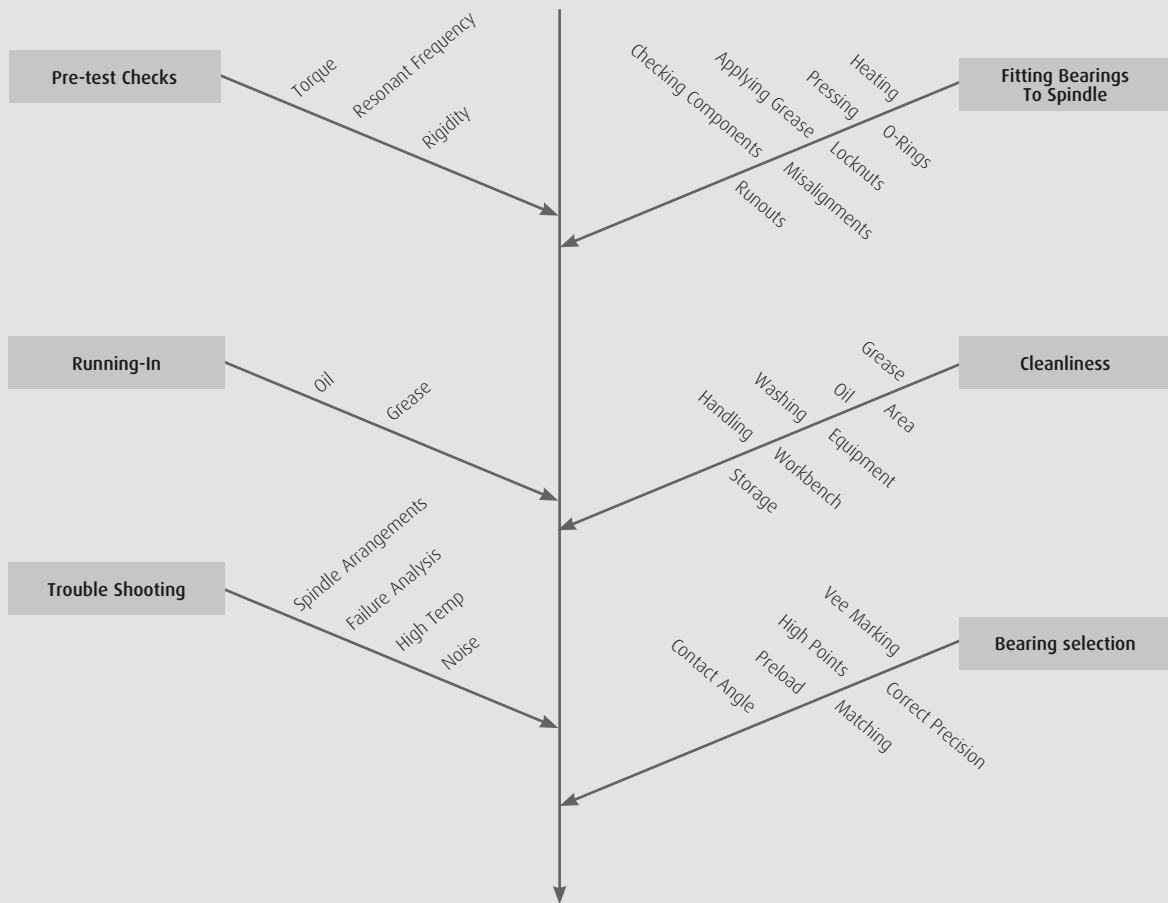 Pre-test Checks
Torque
Resonant Frequency
Rigidity
Fitting Bearings
To Spindle
Heating
Pressing
Applying Grease
Checking Components
O-Rings
Locknuts
Misalignments
Runouts
Running-In
Oil
Grease
Cleanliness
Grease
Oil
Washing
Handling
Area
Equipment
Workbench
Storage
Trouble Shooting
Spindle Arrangements
Failure Analysis
High Temp
Noise
Bearing selection
Vee Marking
High Points
Preload
Contact Angle
Correct Precision
Matching